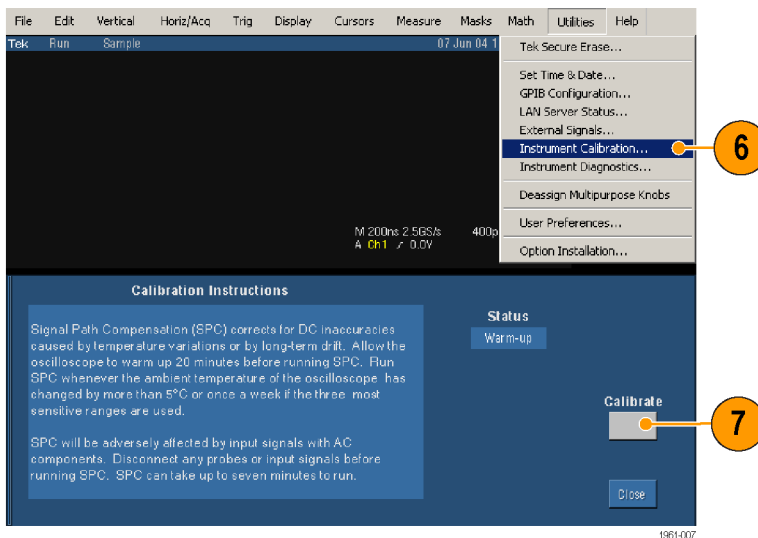 File Edit Vertical Horiz/Acq Trig Display Cursors Measure Masks Math Utilities Help
Tek Run Sample 07 Jun 04 1
Tek Secure Erase...
Set Time & Date...
GPIB Configuration...
LAN Server Status...
External Signals...
Instrument Calibration...
6
Instrument Diagnostics...
Deassign Multipurpose Knobs
User Preferences...
Option Installation...
M 200ns 2.5GS/s 400p
A Ch1 / 0.0V
Calibration Instructions
Signal Path Compensation (SPC) corrects for DC inaccuracies
caused by temperature variations or by long-term drift. Allow the
oscilloscope to warm up 20 minutes before running SPC. Run
SPC whenever the ambient temperature of the oscilloscope has
changed by more than 5°C or once a week if the three most
sensitive ranges are used.
SPC will be adversely affected by input signals with AC
components. Disconnect any probes or input signals before
running SPC. SPC can take up to seven minutes to run.
Status
Warm-up
Calibrate
7
Close
1961-007